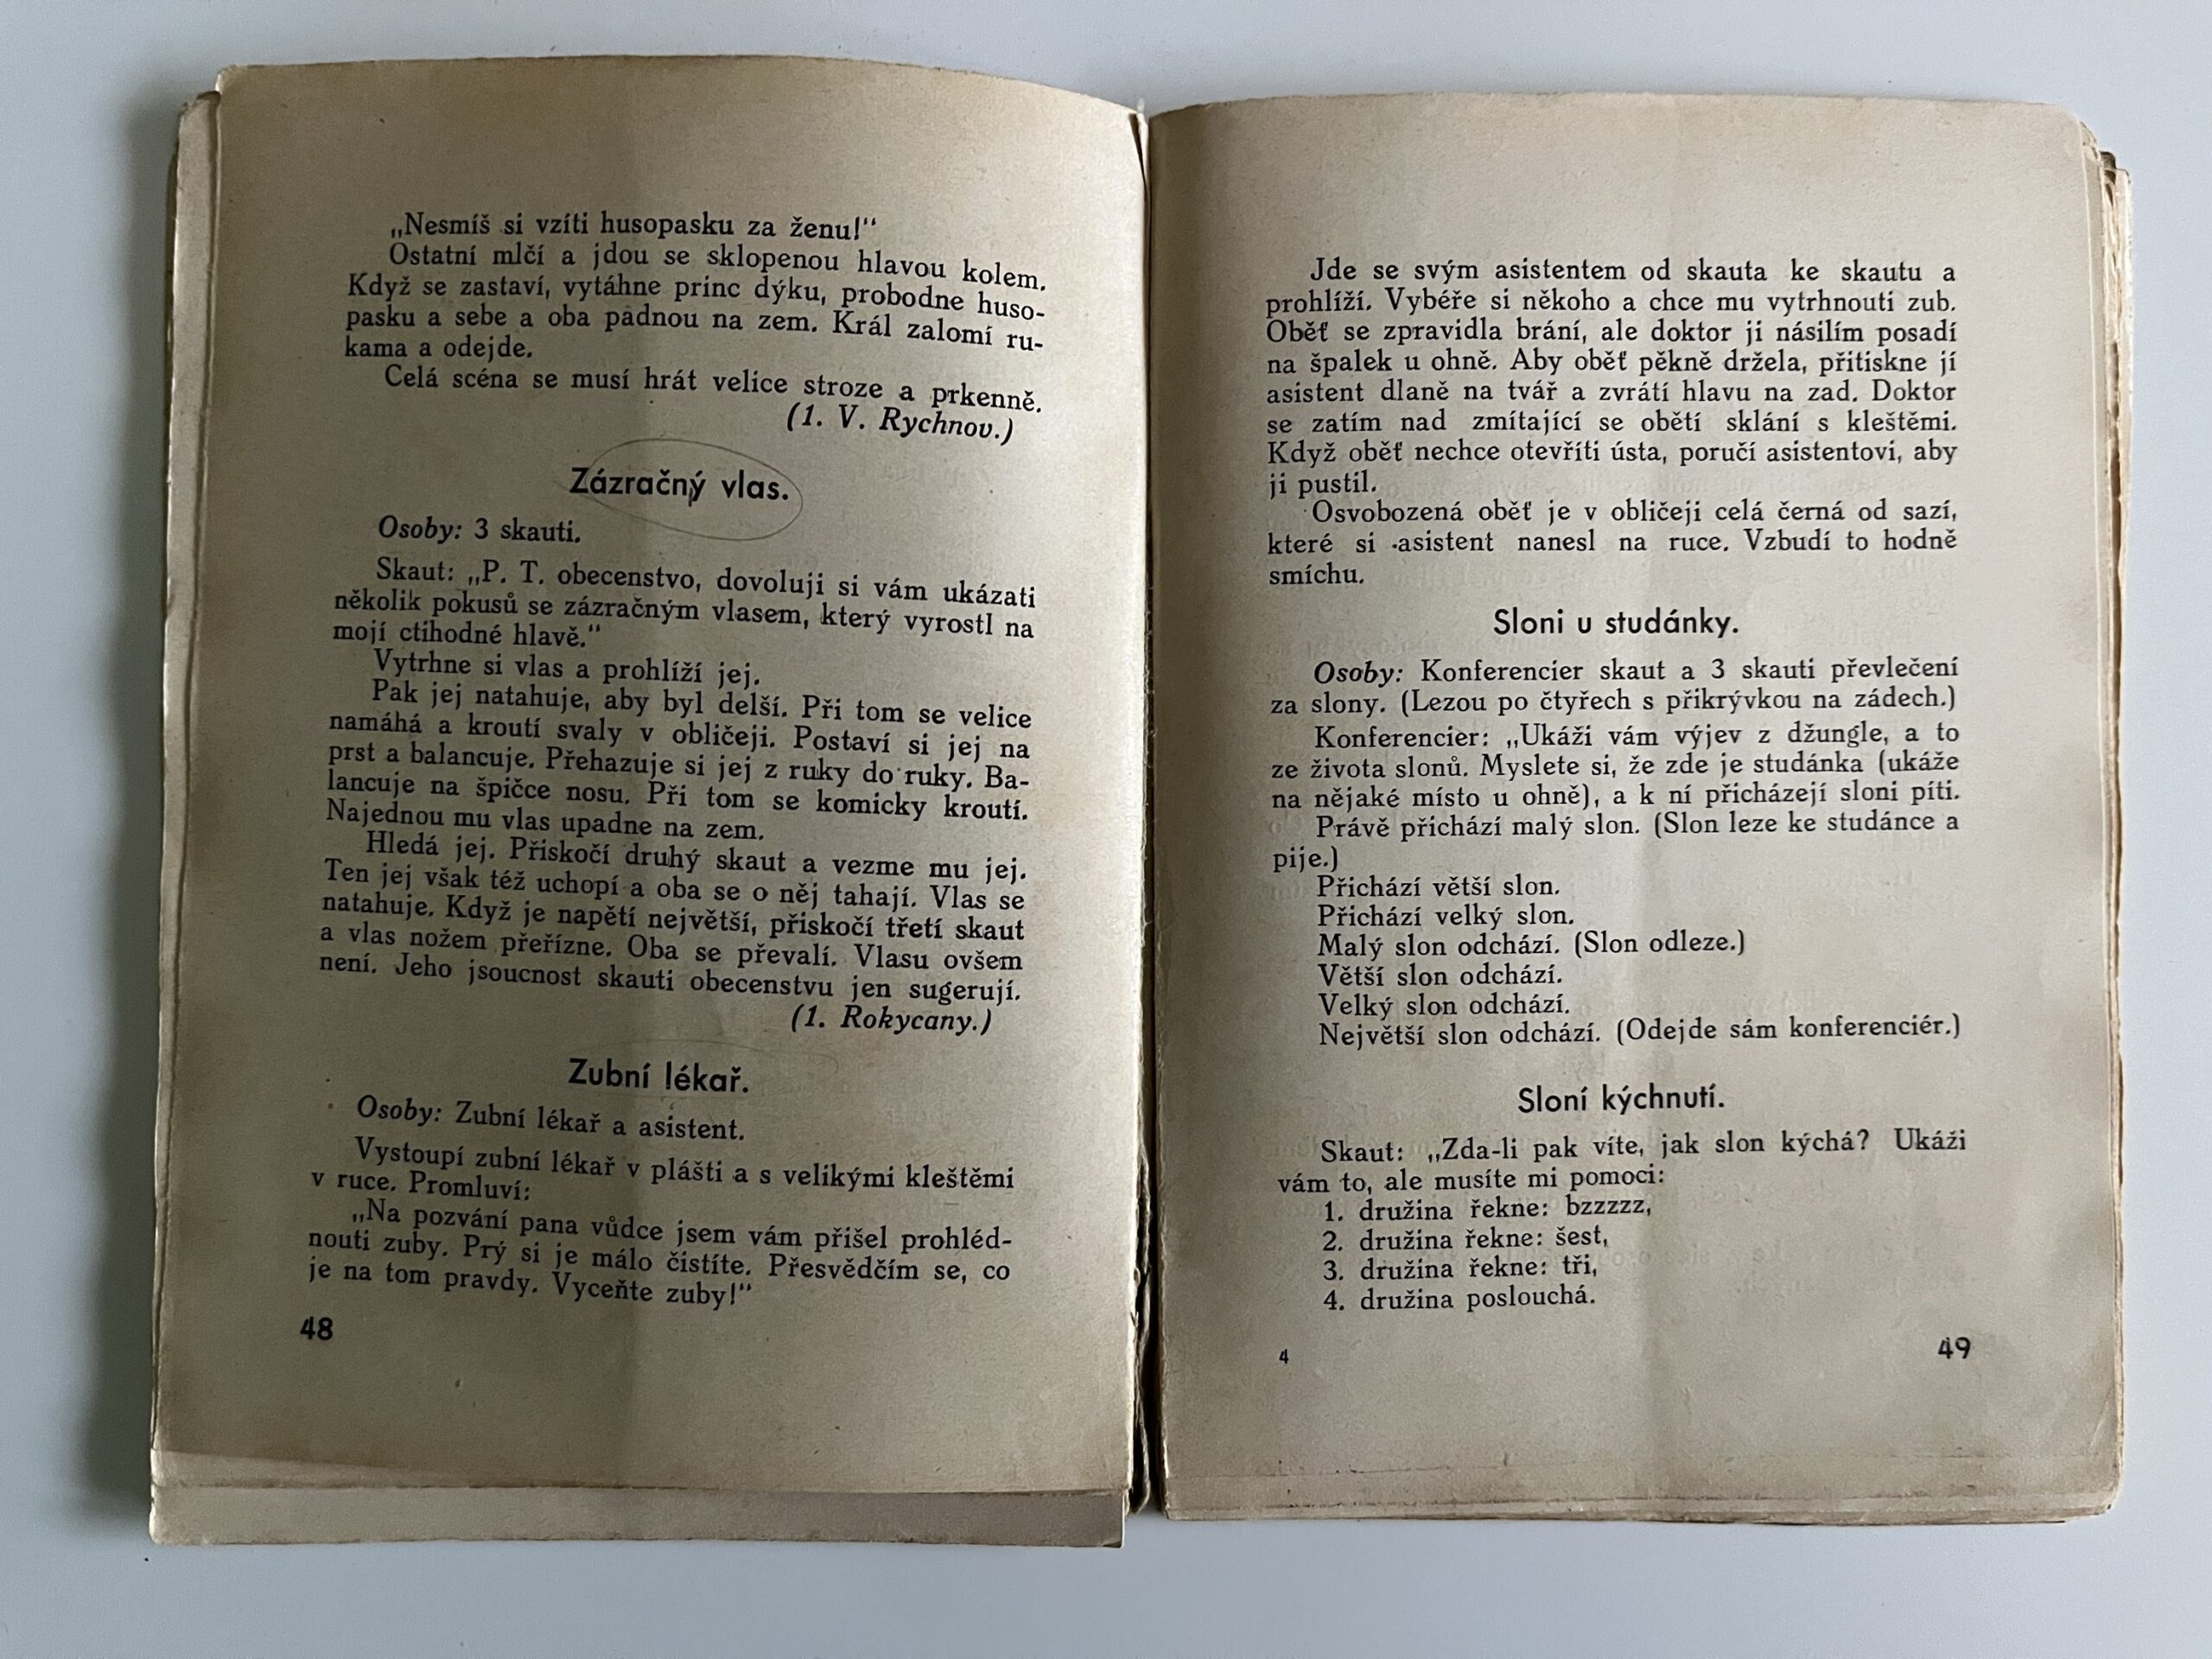 „Nesmíš si vzíti husopasku za ženu!“
Ostatní mlčí a jdou se sklopenou hlavou kolem.
Když se zastaví, vytáhne princ dýku, probodne huso-
pasku a sebe a oba padnou na zem. Král zalomí ru-
kama a odejde.
Celá scéna se musí hrát velice stroze a prkenně.
(1. V. Rychnov.)
Zázračný vlas.
Osoby: 3 skauti.
Skaut: „P. T. obecenstvo, dovoluji si vám ukázati
několik pokusů se zázračným vlasem, který vyrostl na
mojí ctihodné hlavě.“
Vytrhne si vlas a prohlíží jej.
Pak jej natahuje, aby byl delší. Při tom se velice
namáhá a kroutí svaly v obličeji. Postaví si jej na
prst a balancuje. Přehazuje si jej z ruky do ruky. Ba-
lancuje na špičce nosu. Při tom se komicky kroutí.
Najednou mu vlas upadne na zem.
Hledá jej. Přiskočí druhý skaut a vezme mu jej.
Ten jej však též uchopí a oba se o něj tahají. Vlas se
natahuje. Když je napětí největší, přiskočí třetí skaut
a vlas nožem přeřízne. Oba se převalí. Vlasu ovšem
není. Jeho jsoucnost skauti obecenstvu jen sugerují.
(1. Rokycany.)
Zubní lékař.
Osoby: Zubní lékař a asistent.
Vystoupí zubní lékař v plášti a s velikými kleštěmi
v ruce. Promluví:
„Na pozvání pana vůdce jsem vám přišel prohléd-
nouti zuby. Prý si je málo čistíte. Přesvědčím se, co
je na tom pravdy. Vyceňte zuby!“
48
Jde se svým asistentem od skauta ke skautu a
prohlíží. Vybéře si někoho a chce mu vytrhnouti zub.
Oběť se zpravidla brání, ale doktor ji násilím posadí
na špalek u ohně. Aby oběť pěkně držela, přitiskne jí
asistent dlaně na tvář a zvrátí hlavu na zad. Doktor
se zatím nad zmítající se obětí sklání s kleštěmi.
Když oběť nechce otevříti ústa, poručí asistentovi, aby
ji pustil.
Osvobozená oběť je v obličeji celá černá od sazí,
které si asistent nanesl na ruce. Vzbudí to hodně
smíchu.
Sloni u studánky.
Osoby: Konferencier skaut a 3 skauti převlečení
za slony. (Lezou po čtyřech s přikrývkou na zádech.)
Konferencier: „Ukáži vám výjev z džungle, a to
ze života slonů. Myslete si, že zde je studánka (ukáže
na nějaké místo u ohně), a k ní přicházejí sloni píti.
Právě přichází malý slon. (Slon leze ke studánce a
pije.)
Přichází větší slon.
Přichází velký slon.
Malý slon odchází. (Slon odleze.)
Větší slon odchází.
Velký slon odchází.
Největší slon odchází. (Odejde sám konferenciér.)
Sloní kýchnutí.
Skaut: „Zda-li pak víte, jak slon kýchá? Ukáži
vám to, ale musíte mi pomoci:
1. družina řekne: bzzzzz,
2. družina řekne: šest,
3. družina řekne: tři,
4. družina poslouchá.
4
49